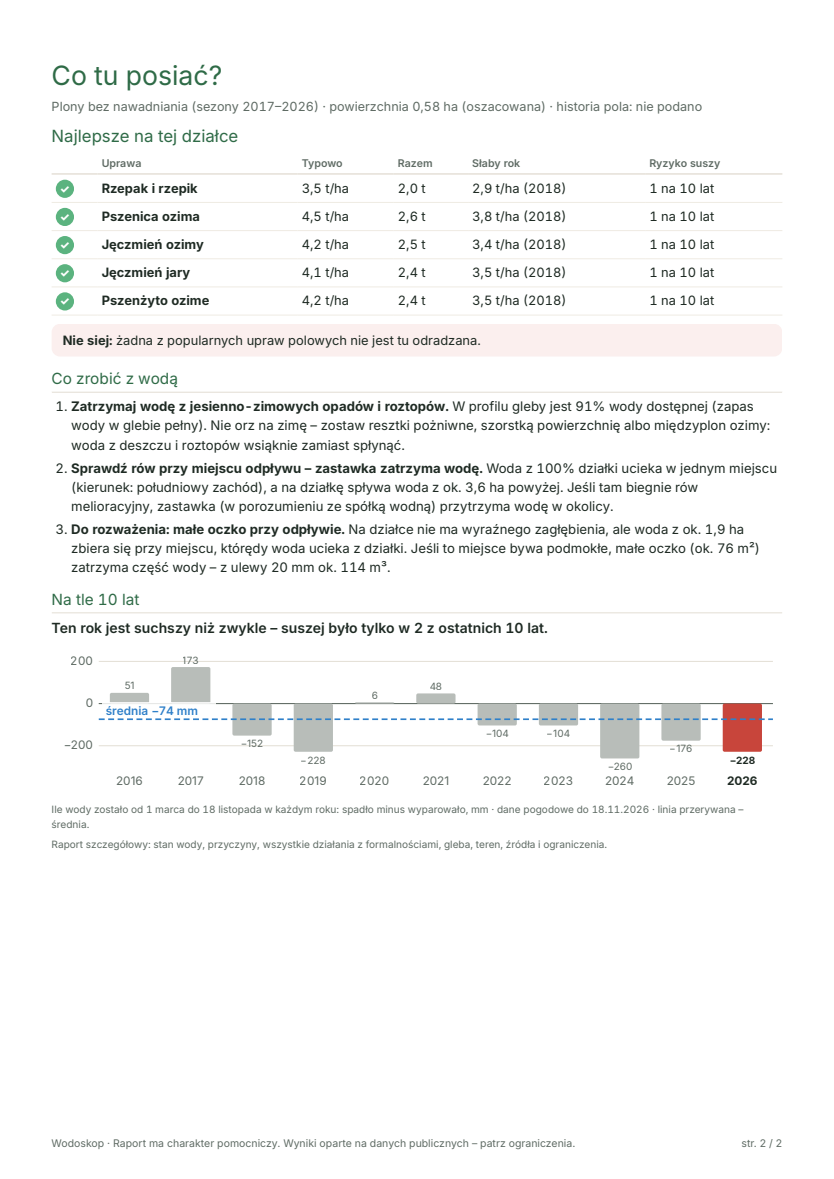 Co tu posiać?
Plony bez nawadniania (sezony 2017–2026) · powierzchnia 0,58 ha (oszacowana) · historia pola: nie podano
Najlepsze na tej działce
Uprawa Typowo Razem Słaby rok Ryzyko suszy
Rzepak i rzepik 3,5 t/ha 2,0 t 2,9 t/ha (2018) 1 na 10 lat
Pszenica ozima 4,5 t/ha 2,6 t 3,8 t/ha (2018) 1 na 10 lat
Jęczmień ozimy 4,2 t/ha 2,5 t 3,4 t/ha (2018) 1 na 10 lat
Jęczmień jary 4,1 t/ha 2,4 t 3,5 t/ha (2018) 1 na 10 lat
Pszenżyto ozime 4,2 t/ha 2,4 t 3,5 t/ha (2018) 1 na 10 lat
Nie siej: żadna z popularnych upraw polowych nie jest tu odradzana.
Co zrobić z wodą
1. Zatrzymaj wodę z jesienno-zimowych opadów i roztopów. W profilu gleby jest 91% wody dostępnej (zapas
wody w glebie pełny). Nie orz na zimę – zostaw resztki pożniwne, szorstką powierzchnię albo międzyplon ozimy:
woda z deszczu i roztopów wsiąknie zamiast spłynąć.
2. Sprawdź rów przy miejscu odpływu – zastawka zatrzyma wodę. Woda z 100% działki ucieka w jednym miejscu
(kierunek: południowy zachód), a na działkę spływa woda z ok. 3,6 ha powyżej. Jeśli tam biegnie rów
melioracyjny, zastawka (w porozumieniu ze spółką wodną) przytrzyma wodę w okolicy.
3. Do rozważenia: małe oczko przy odpływie. Na działce nie ma wyraźnego zagłębienia, ale woda z ok. 1,9 ha
zbiera się przy miejscu, którędy woda ucieka z działki. Jeśli to miejsce bywa podmokłe, małe oczko (ok. 76 m²)
zatrzyma część wody – z ulewy 20 mm ok. 114 m³.
Na tle 10 lat
Ten rok jest suchszy niż zwykle – suszej było tylko w 2 z ostatnich 10 lat.
200
0
−200
51 173 −152 −228 6 48 −104 −104 −260 −176 −228
średnia −74 mm
2016 2017 2018 2019 2020 2021 2022 2023 2024 2025 2026
Ile wody zostało od 1 marca do 18 listopada w każdym roku: spadło minus wyparowało, mm · dane pogodowe do 18.11.2026 · linia przerywana –
średnia.
Raport szczegółowy: stan wody, przyczyny, wszystkie działania z formalnościami, gleba, teren, źródła i ograniczenia.
Wodoskop · Raport ma charakter pomocniczy. Wyniki oparte na danych publicznych – patrz ograniczenia. str. 2 / 2